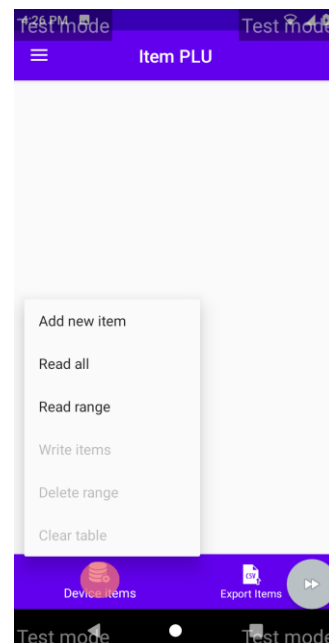 4:26 PM
Test mode
Test mode
Item PLU
Add new item
Read all
Read range
Write items
Delete range
Clear table
Device items
CSV
Export Items
Test mode
Test mode